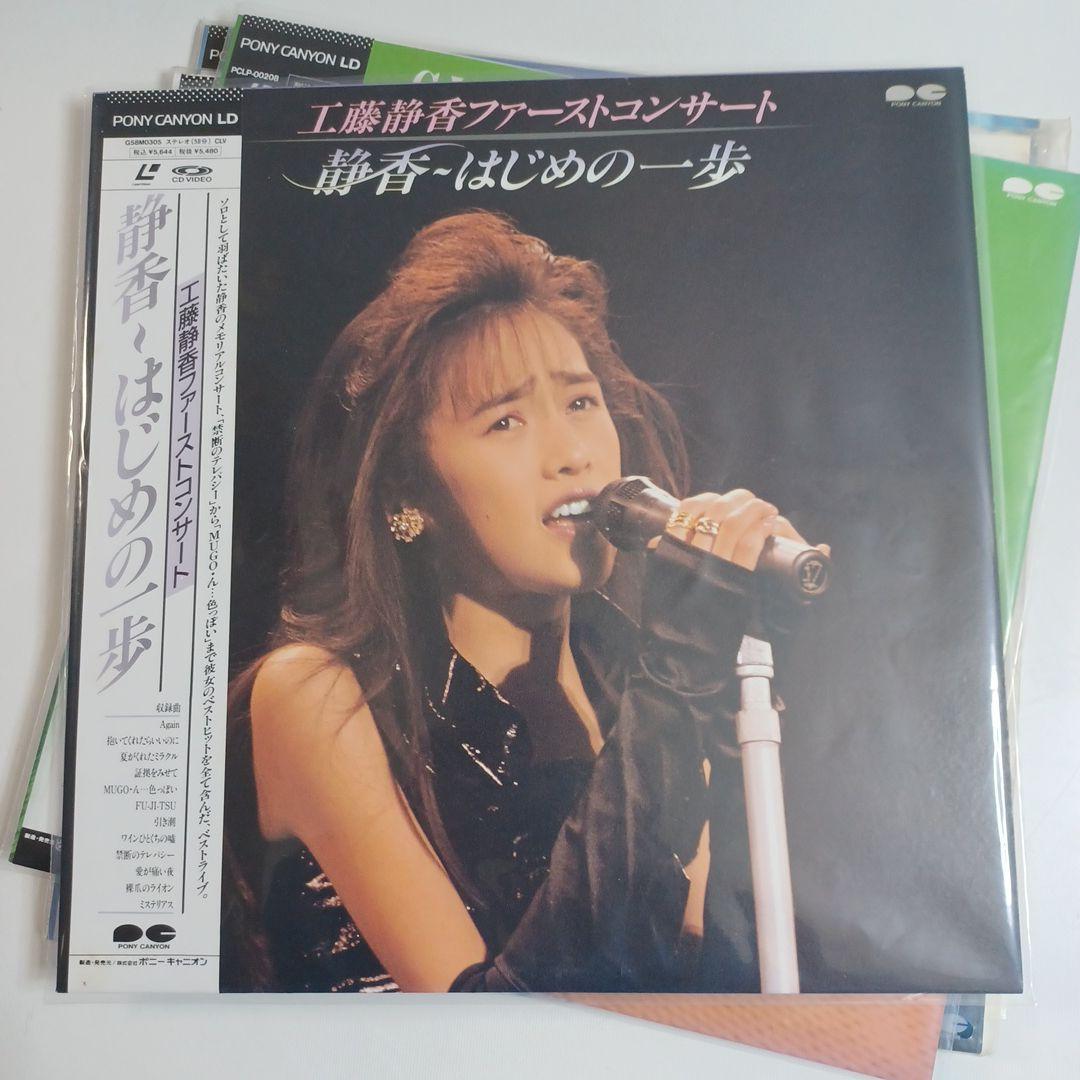 PONY CANYON LD
PCLP-00208
PONY CANYON LD
G58M0305 ステレオ(58分) CLV
税込 ¥5,644 税抜 ¥5,480
CD VIDEO
静香~はじめの一歩
工藤静香ファーストコンサート
ソロとして羽ばたいた静香のメモリアルコンサート、「禁断のテレパシー」から「MUGO・ん…色っぽい」まで彼女のベストヒットを全て含んだ、ベストライブ。
収録曲
Again
抱いてくれたらいいのに
夏がくれたミラクル
証拠をみせて
MUGO・ん…色っぽい
FU-JI-TSU
引き潮
ワインひとくちの嘘
禁断のテレパシー
愛が痛い夜
裸爪のライオン
ミステリアス
PONY CANYON
製造・発売元/株式会社 ポニーキャニオン
工藤静香ファーストコンサート
静香~はじめの一歩
PONY CANYON
PONY CANYON